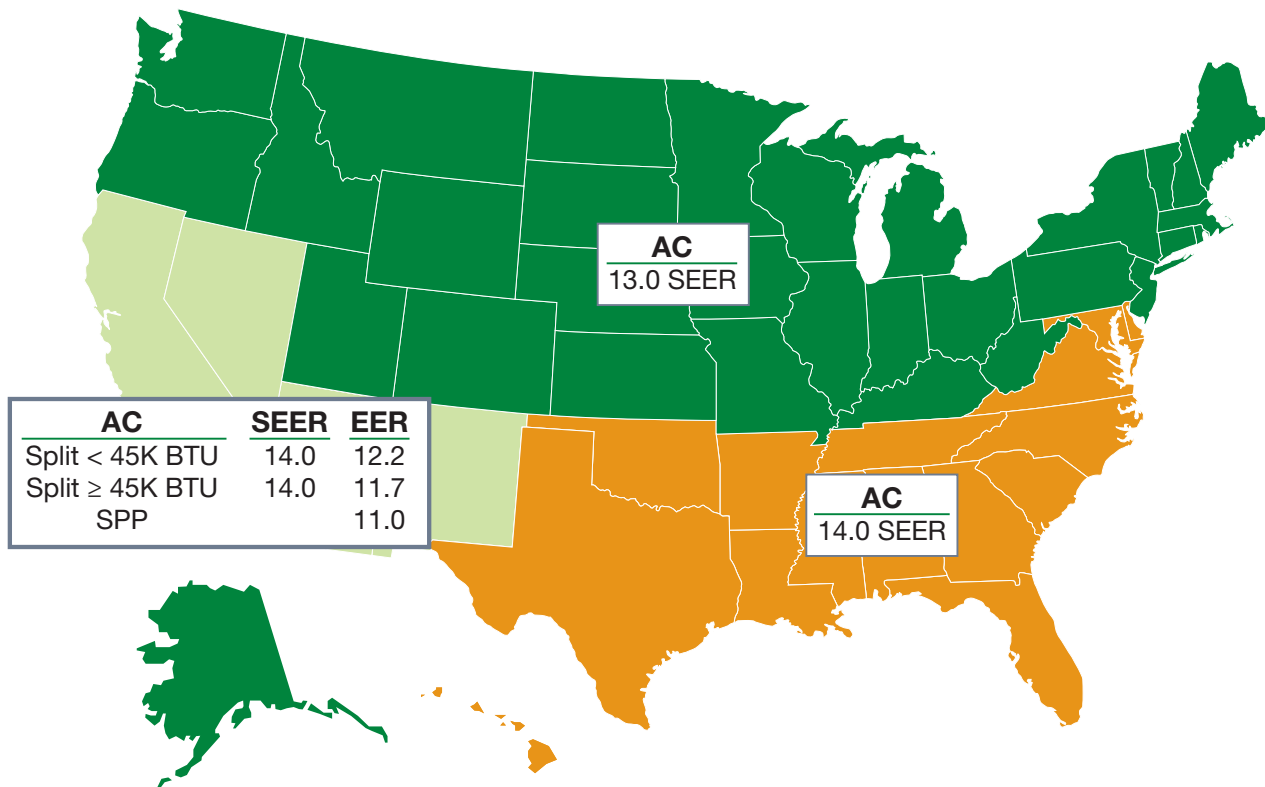 AC
13.0 SEER
AC SEER EER
Split < 45K BTU 14.0 12.2
Split ≥ 45K BTU 14.0 11.7
SPP 11.0
AC
14.0 SEER